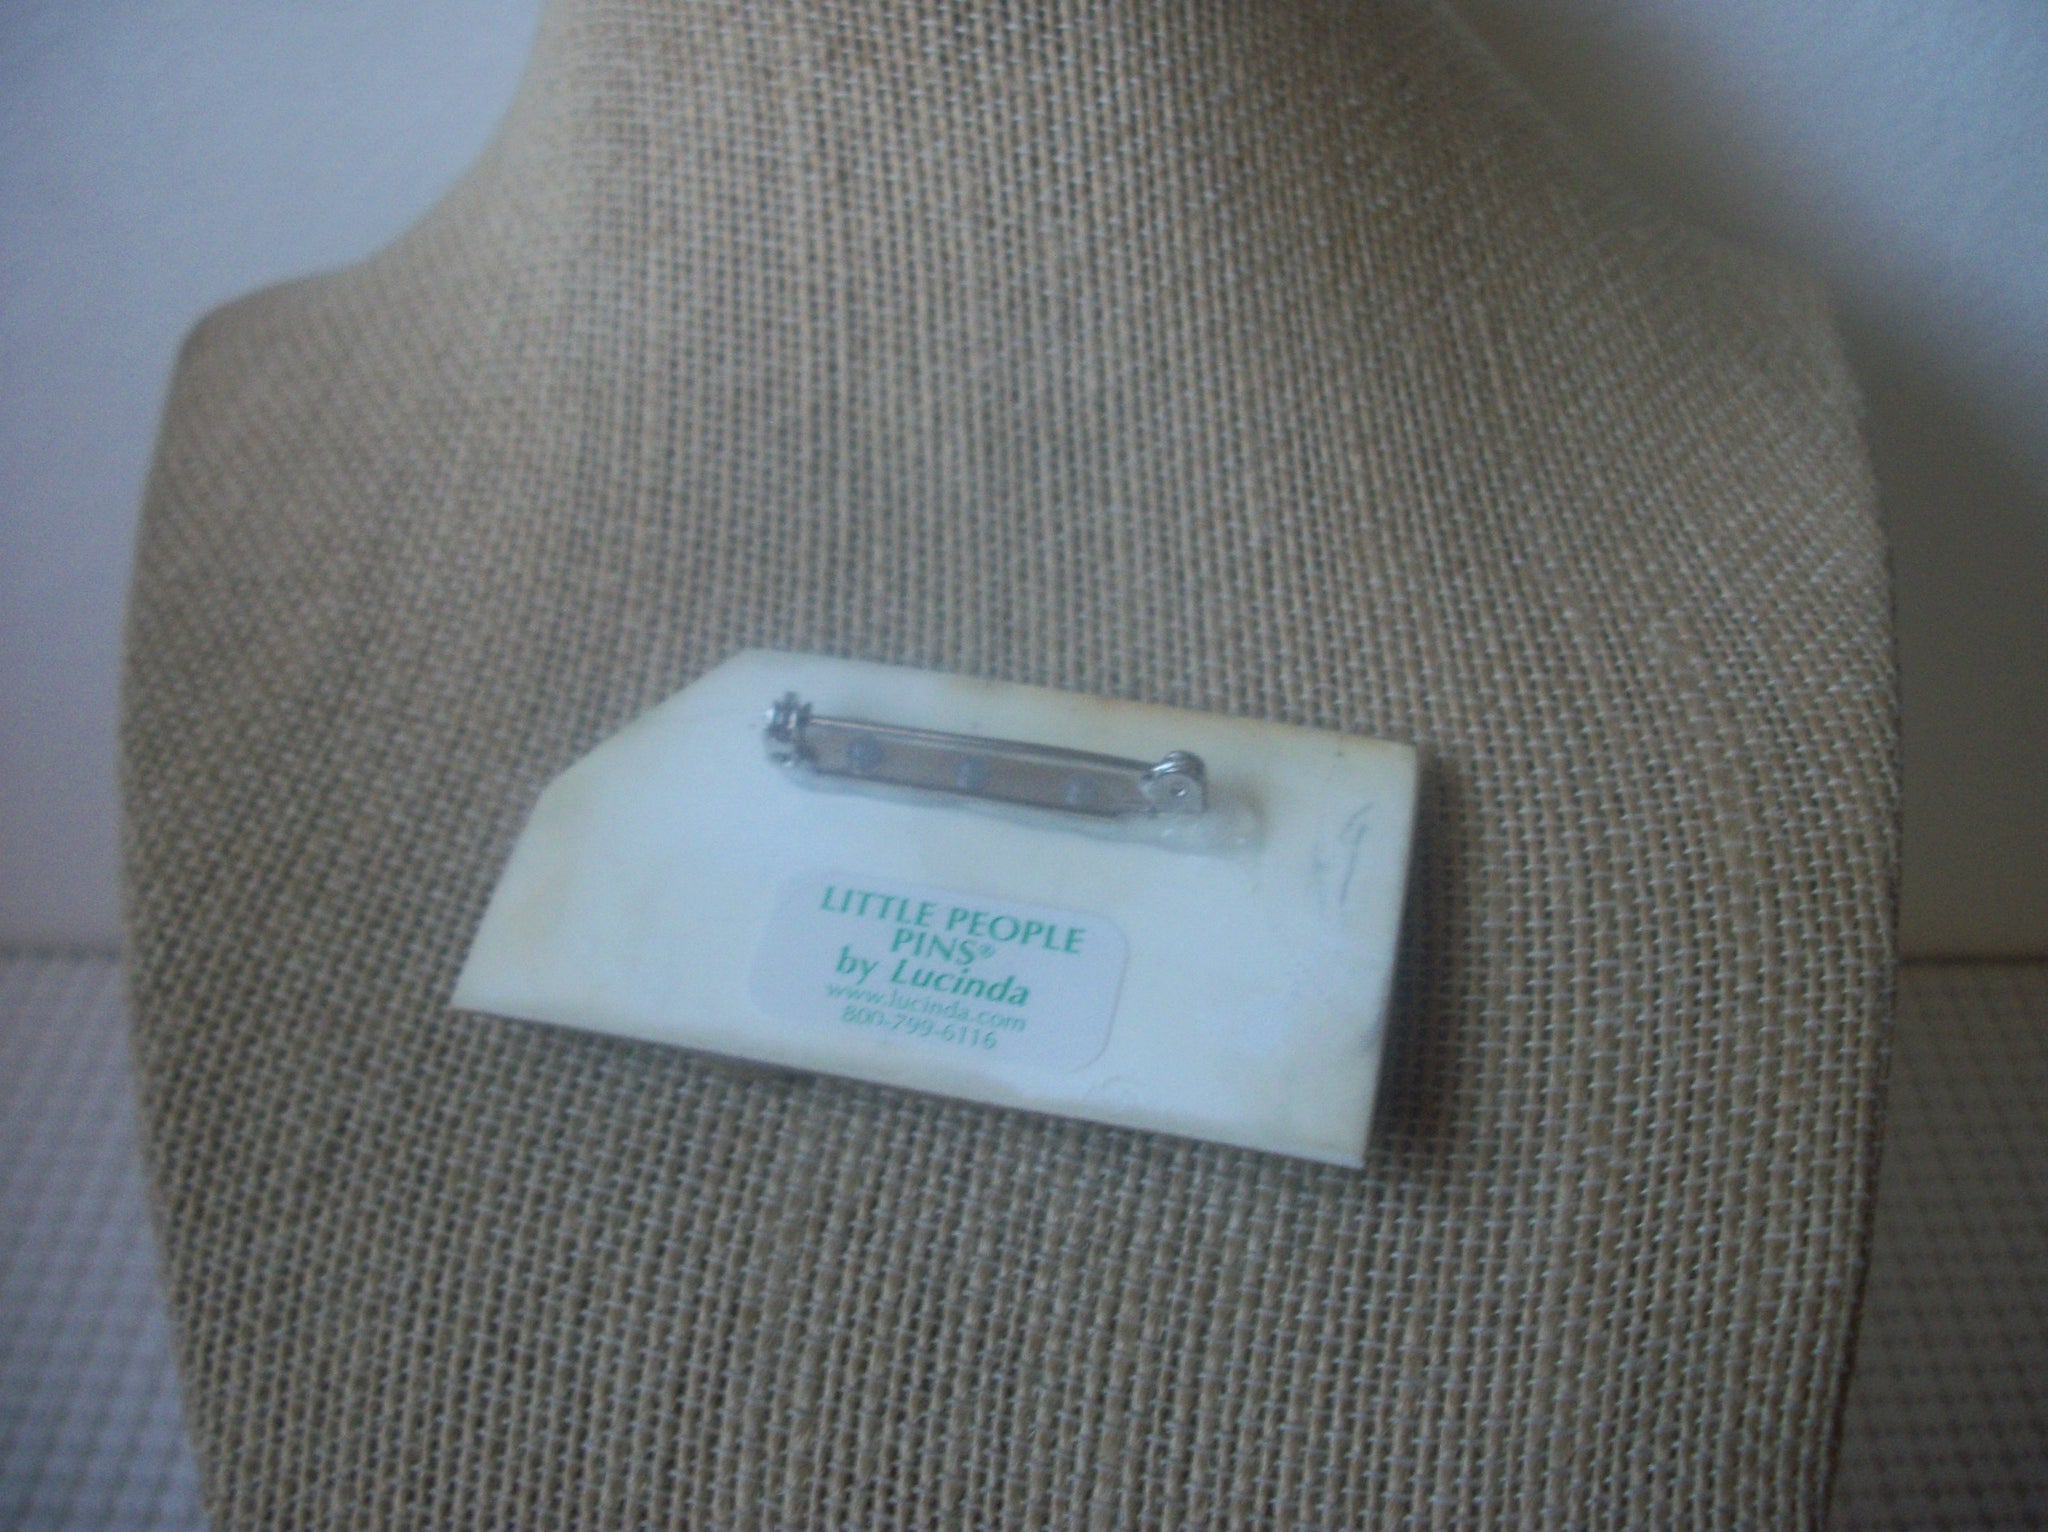 LITTLE PEOPLE
PINS®
by Lucinda
www.lucinda.com
800-799-6116